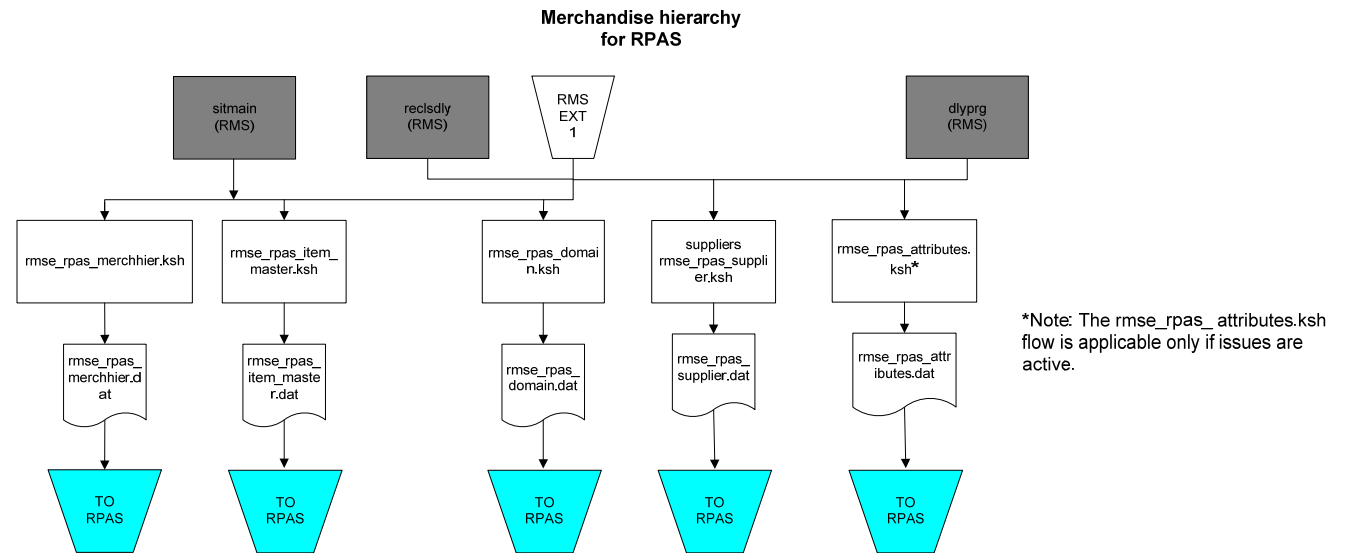 Merchandise hierarchy
for RPAS
sitmain
(RMS)
reclsdly
(RMS)
RMS
EXT
1
dlyprg
(RMS)
rmse_rpas_merchhier.ksh
rmse_rpas_item_
master.ksh
rmse_rpas_domai
n.ksh
suppliers
rmse_rpas_suppli
er.ksh
rmse_rpas_attributes.
ksh*
*Note: The rmse_rpas_ attributes.ksh
flow is applicable only if issues are
active.
rmse_rpas_
merchhier.d
at
rmse_rpas_
item_maste
r.dat
rmse_rpas_
domain.dat
rmse_rpas_
supplier.dat
rmse_rpas_attr
ibutes.dat
TO
RPAS
TO
RPAS
TO
RPAS
TO
RPAS
TO
RPAS